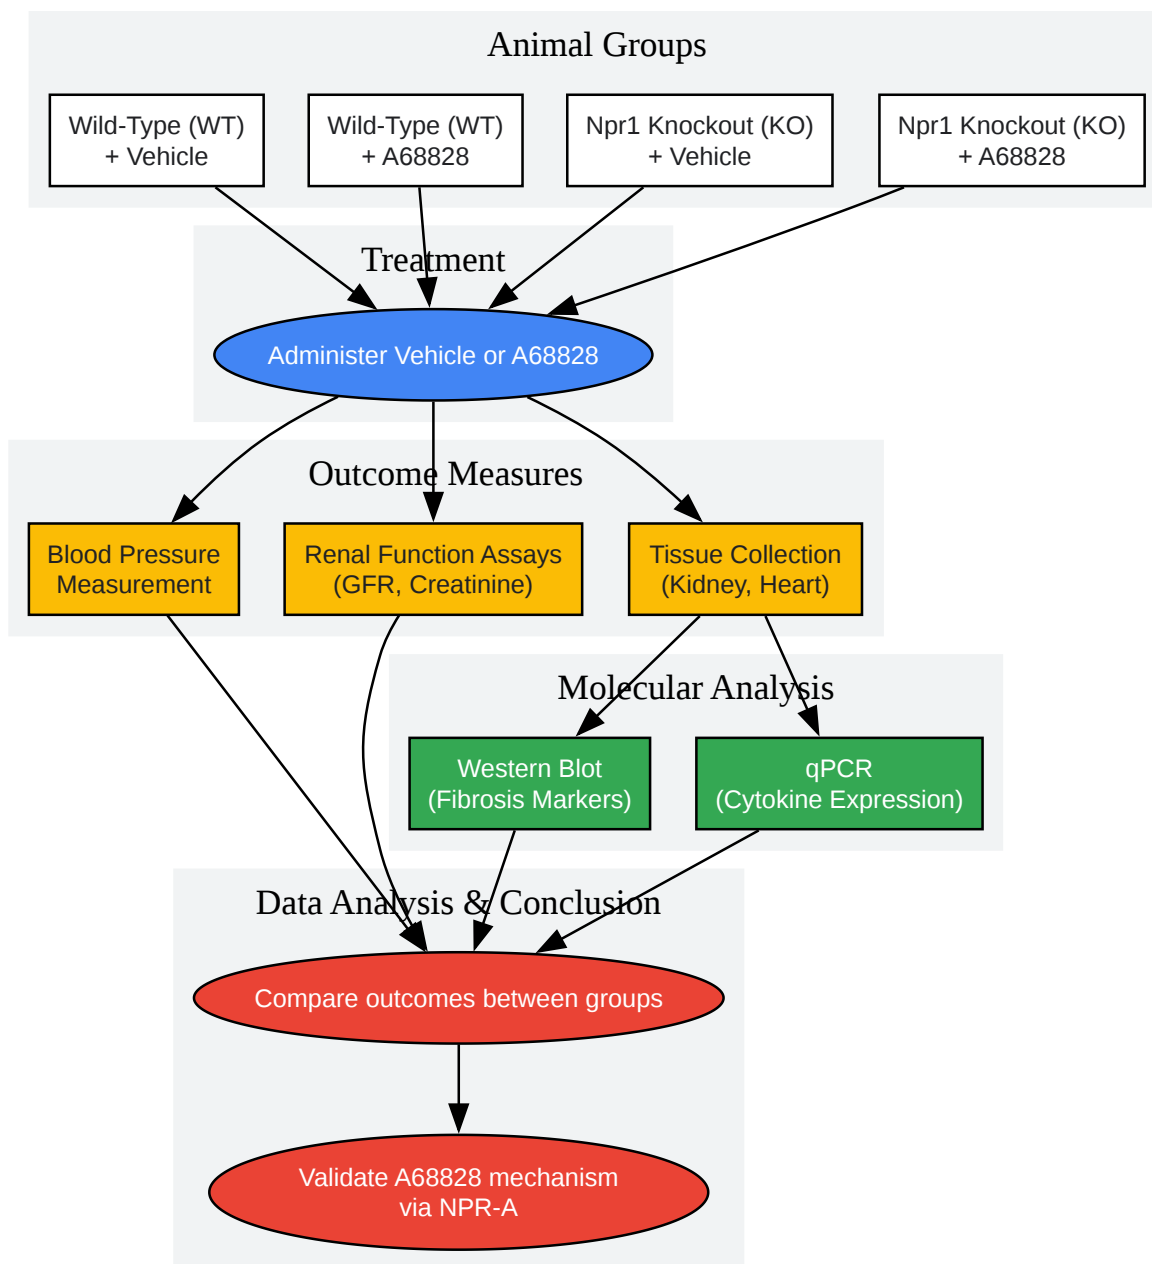 Animal Groups
Wild-Type (WT)
+ Vehicle
Wild-Type (WT)
+ A68828
Npr1 Knockout (KO)
+ Vehicle
Npr1 Knockout (KO)
+ A68828
Treatment
Administer Vehicle or A68828
Outcome Measures
Blood Pressure
Measurement
Renal Function Assays
(GFR, Creatinine)
Tissue Collection
(Kidney, Heart)
Molecular Analysis
Western Blot
(Fibrosis Markers)
qPCR
(Cytokine Expression)
Data Analysis & Conclusion
Compare outcomes between groups
Validate A68828 mechanism
via NPR-A